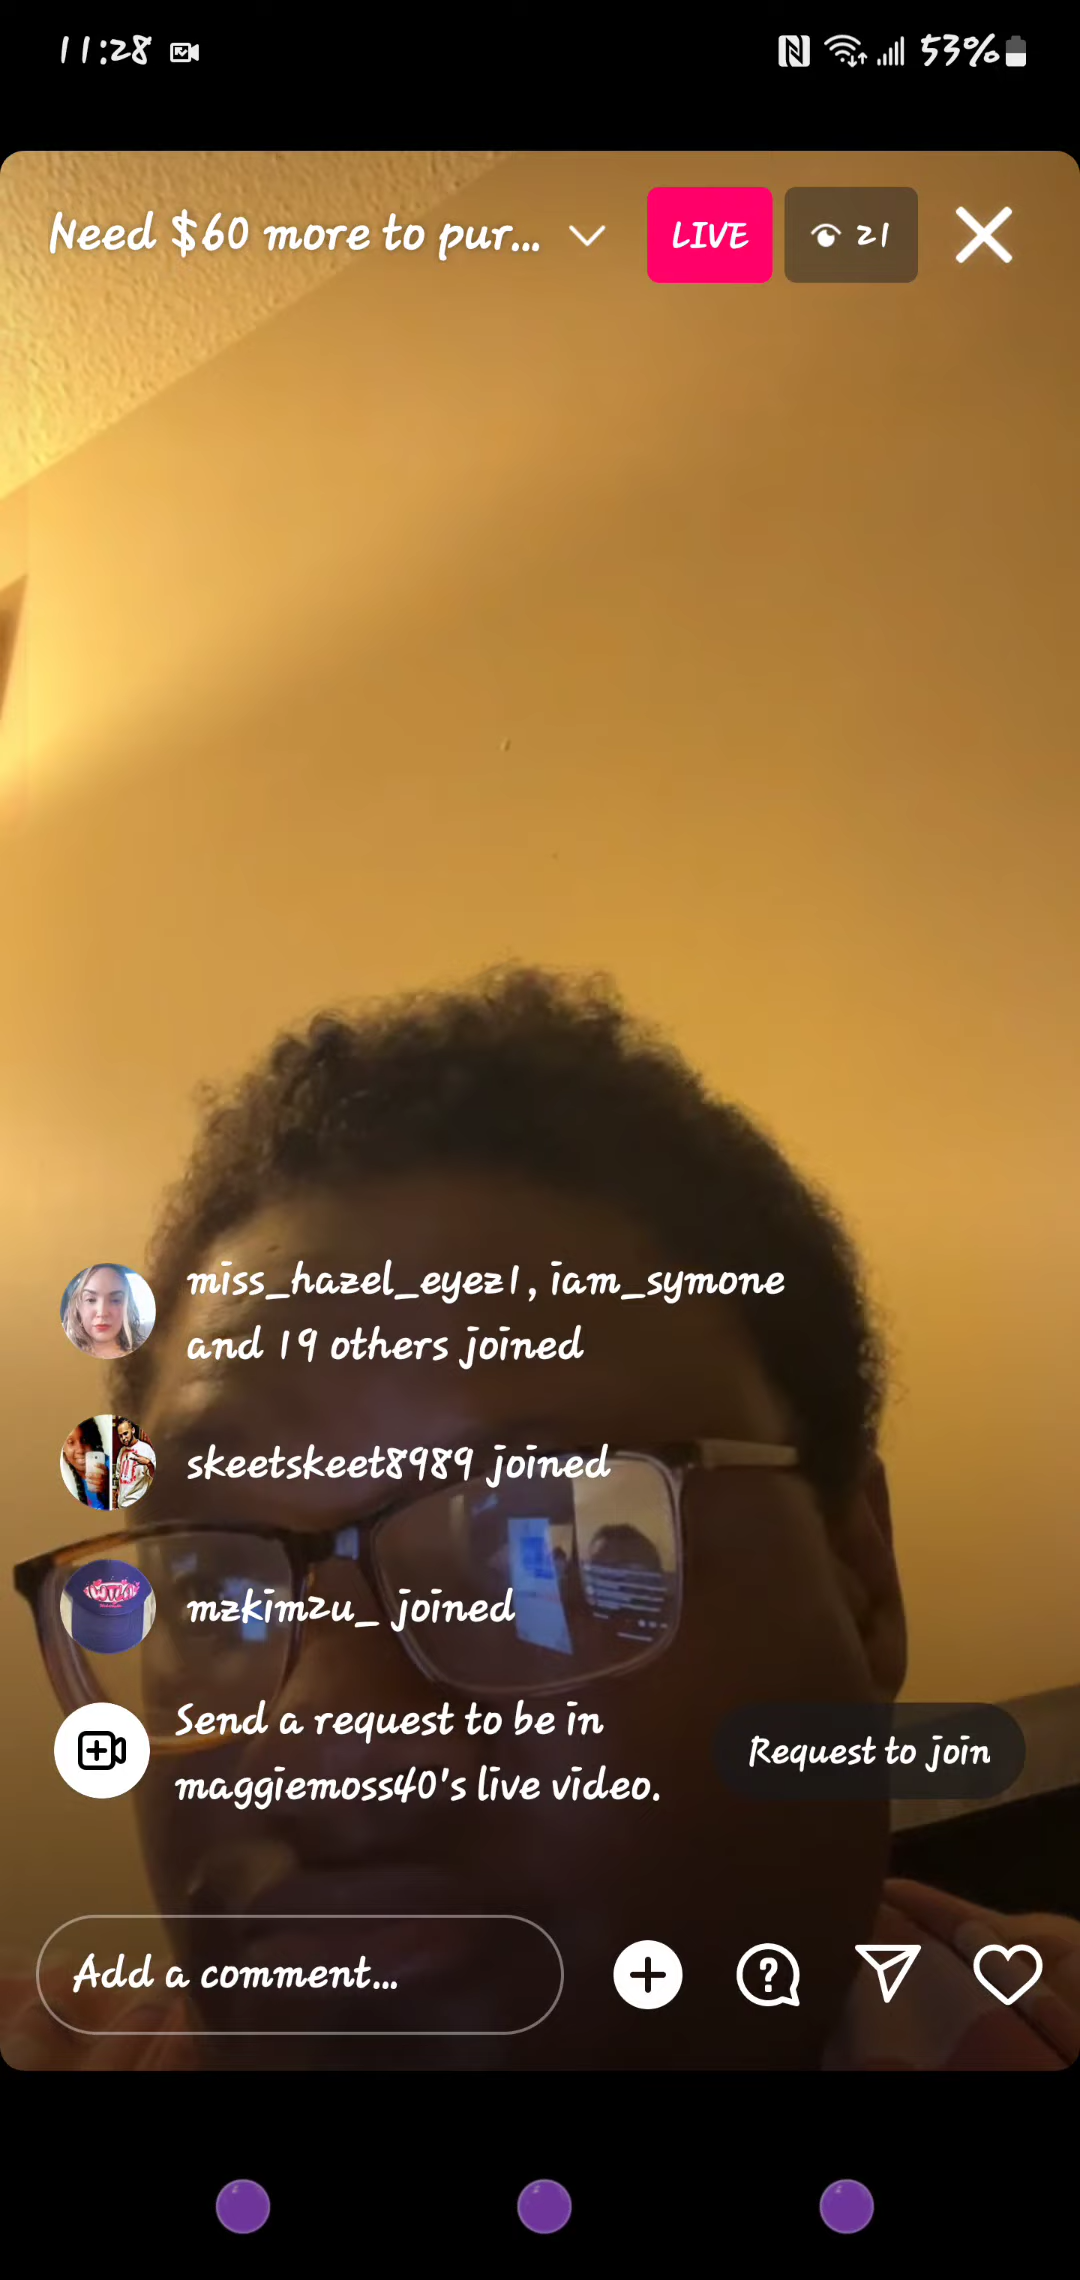 11:28
53%
Need $60 more to pur...
LIVE
21
miss_hazel_eyez1, iam_symone
and 19 others joined
skeetskeet8989 joined
mzkim2u_ joined
Send a request to be in
maggiemoss40's live video.
Request to join
Add a comment...